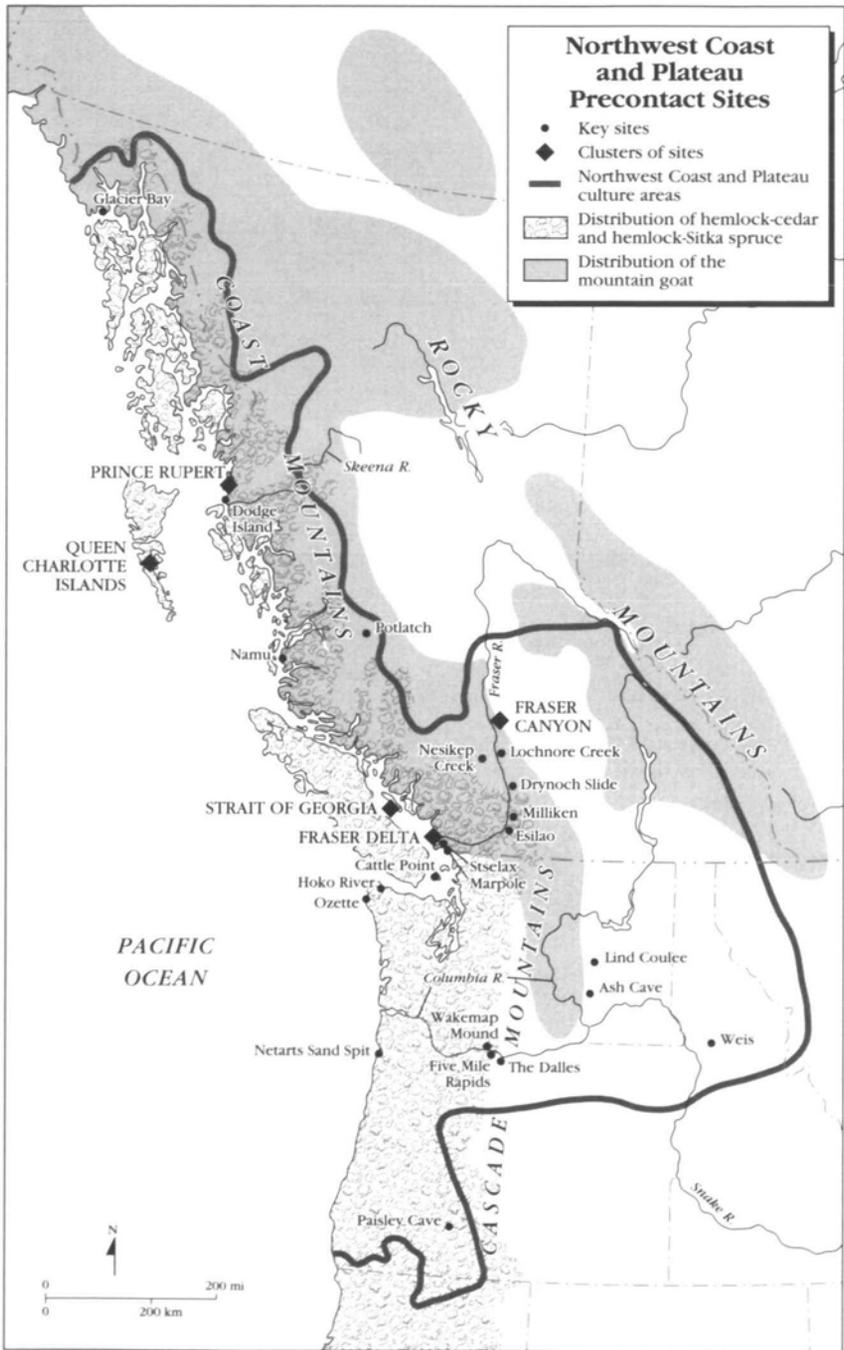 Northwest Coast
and Plateau
Precontact Sites
Key sites
Clusters of sites
Northwest Coast and Plateau
culture areas
Distribution of hemlock-cedar
and hemlock-Sitka spruce
Distribution of the
mountain goat
Glacier Bay
COAST
MOUNTAINS
ROCKY
MOUNTAINS
Skeena R.
PRINCE RUPERT
Dodge
Island
QUEEN
CHARLOTTE
ISLANDS
Potlatch
Namu
Fraser R.
FRASER
CANYON
Nesikep
Creek
Lochnore Creek
Drynoch Slide
STRAIT OF GEORGIA
Milliken
Esilao
FRASER DELTA
Stselax
Marpole
Cattle Point
Hoko River
Ozette
PACIFIC
OCEAN
Columbia R.
Lind Coulee
Ash Cave
Wakemap
Mound
Netarts Sand Spit
Five Mile
Rapids
The Dalles
Weis
CASCADE
MOUNTAINS
Snake R.
Paisley Cave
N
0
200 mi
0
200 km